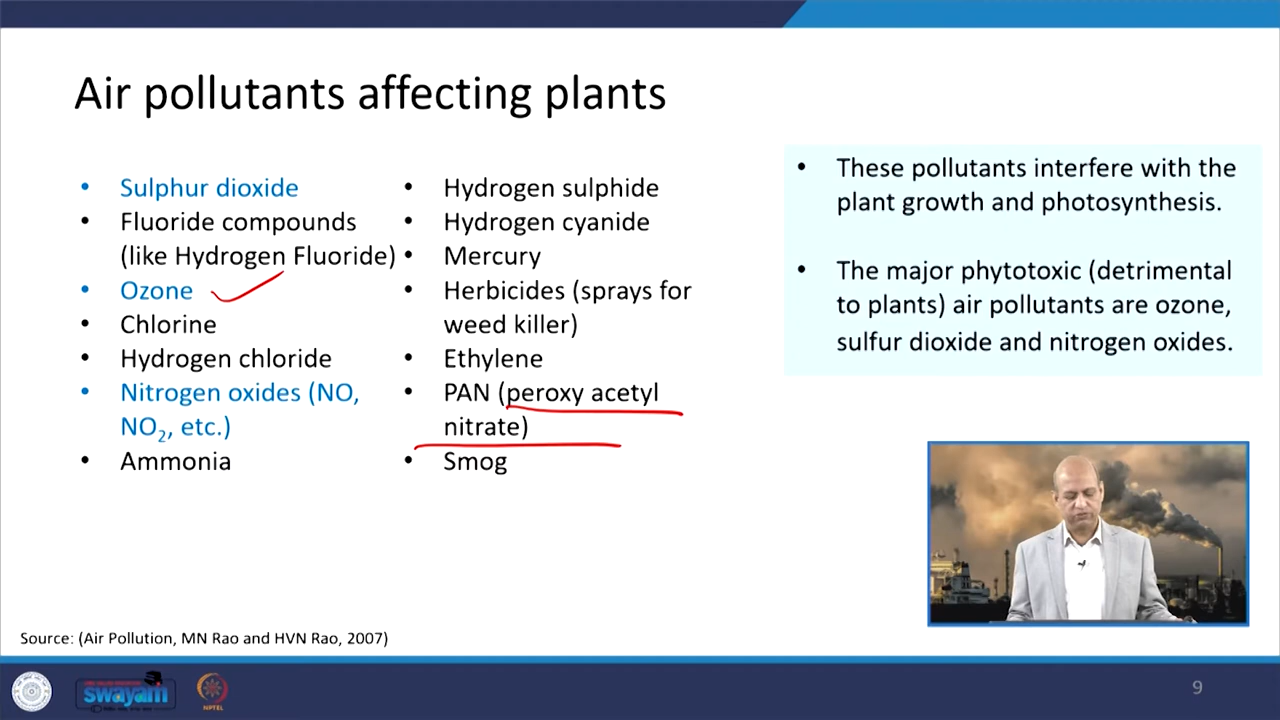 Air pollutants affecting plants
• Sulphur dioxide
• Fluoride compounds
(like Hydrogen Fluoride)
• Ozone
• Chlorine
• Hydrogen chloride
• Nitrogen oxides (NO,
NO₂, etc.)
• Ammonia
• Hydrogen sulphide
• Hydrogen cyanide
• Mercury
• Herbicides (sprays for
weed killer)
• Ethylene
• PAN (peroxy acetyl
nitrate)
• Smog
• These pollutants interfere with the
plant growth and photosynthesis.
• The major phytotoxic (detrimental
to plants) air pollutants are ozone,
sulfur dioxide and nitrogen oxides.
Source: (Air Pollution, MN Rao and HVN Rao, 2007)
swayam
NPTEL
9